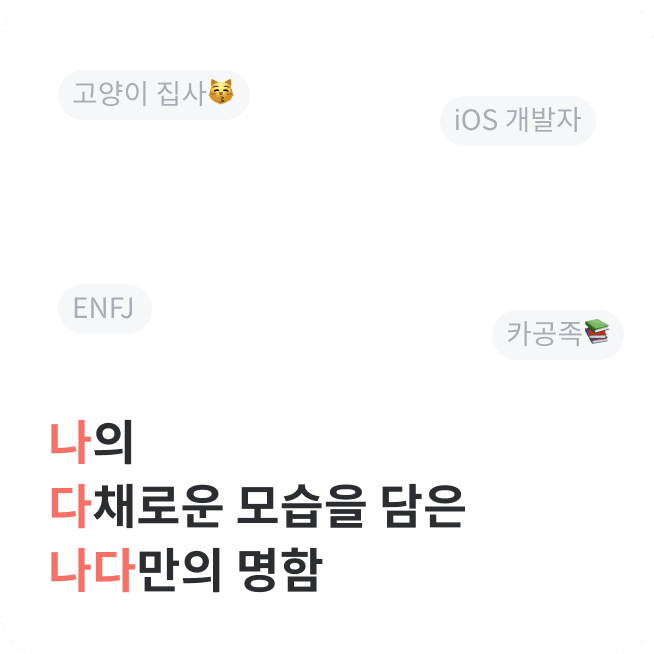 고양이 집사😽
iOS 개발자
ENFJ
카공족📚
나의
다채로운 모습을 담은
나다만의 명함